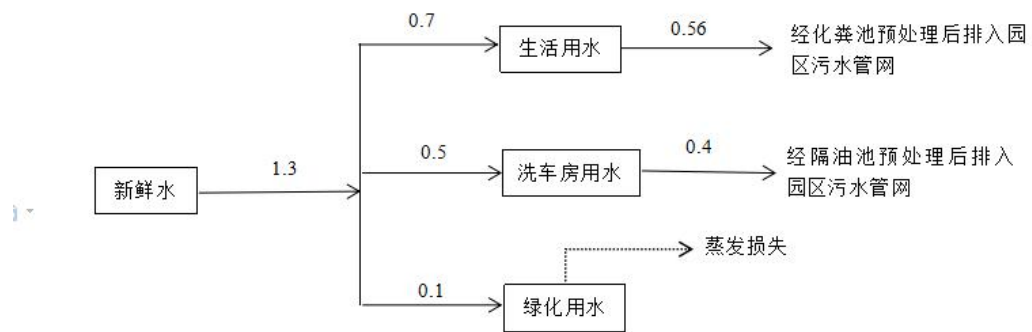 0.7
生活用水
0.56
经化粪池预处理后排入园
区污水管网
新鲜水
1.3
0.5
洗车房用水
0.4
经隔油池预处理后排入
园区污水管网
蒸发损失
0.1
绿化用水